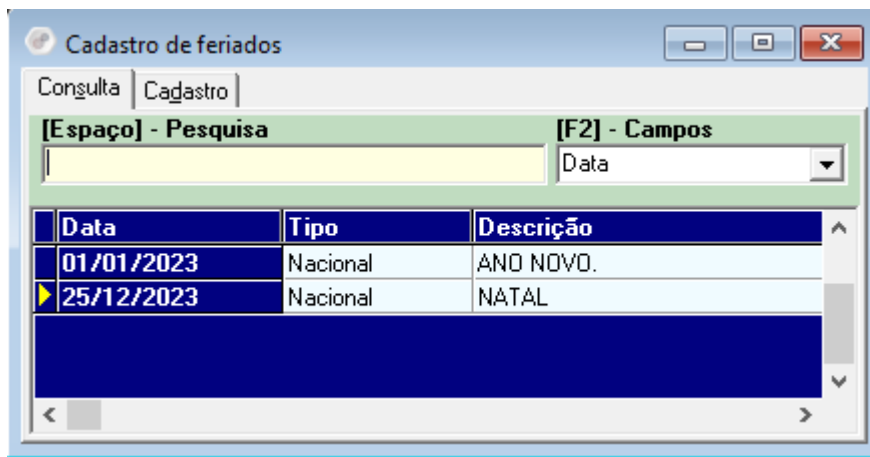 Cadastro de feriados
Consulta Cadastro
[Espaço] - Pesquisa [F2] - Campos
Data
Data Tipo Descrição
01/01/2023 Nacional ANO NOVO.
25/12/2023 Nacional NATAL